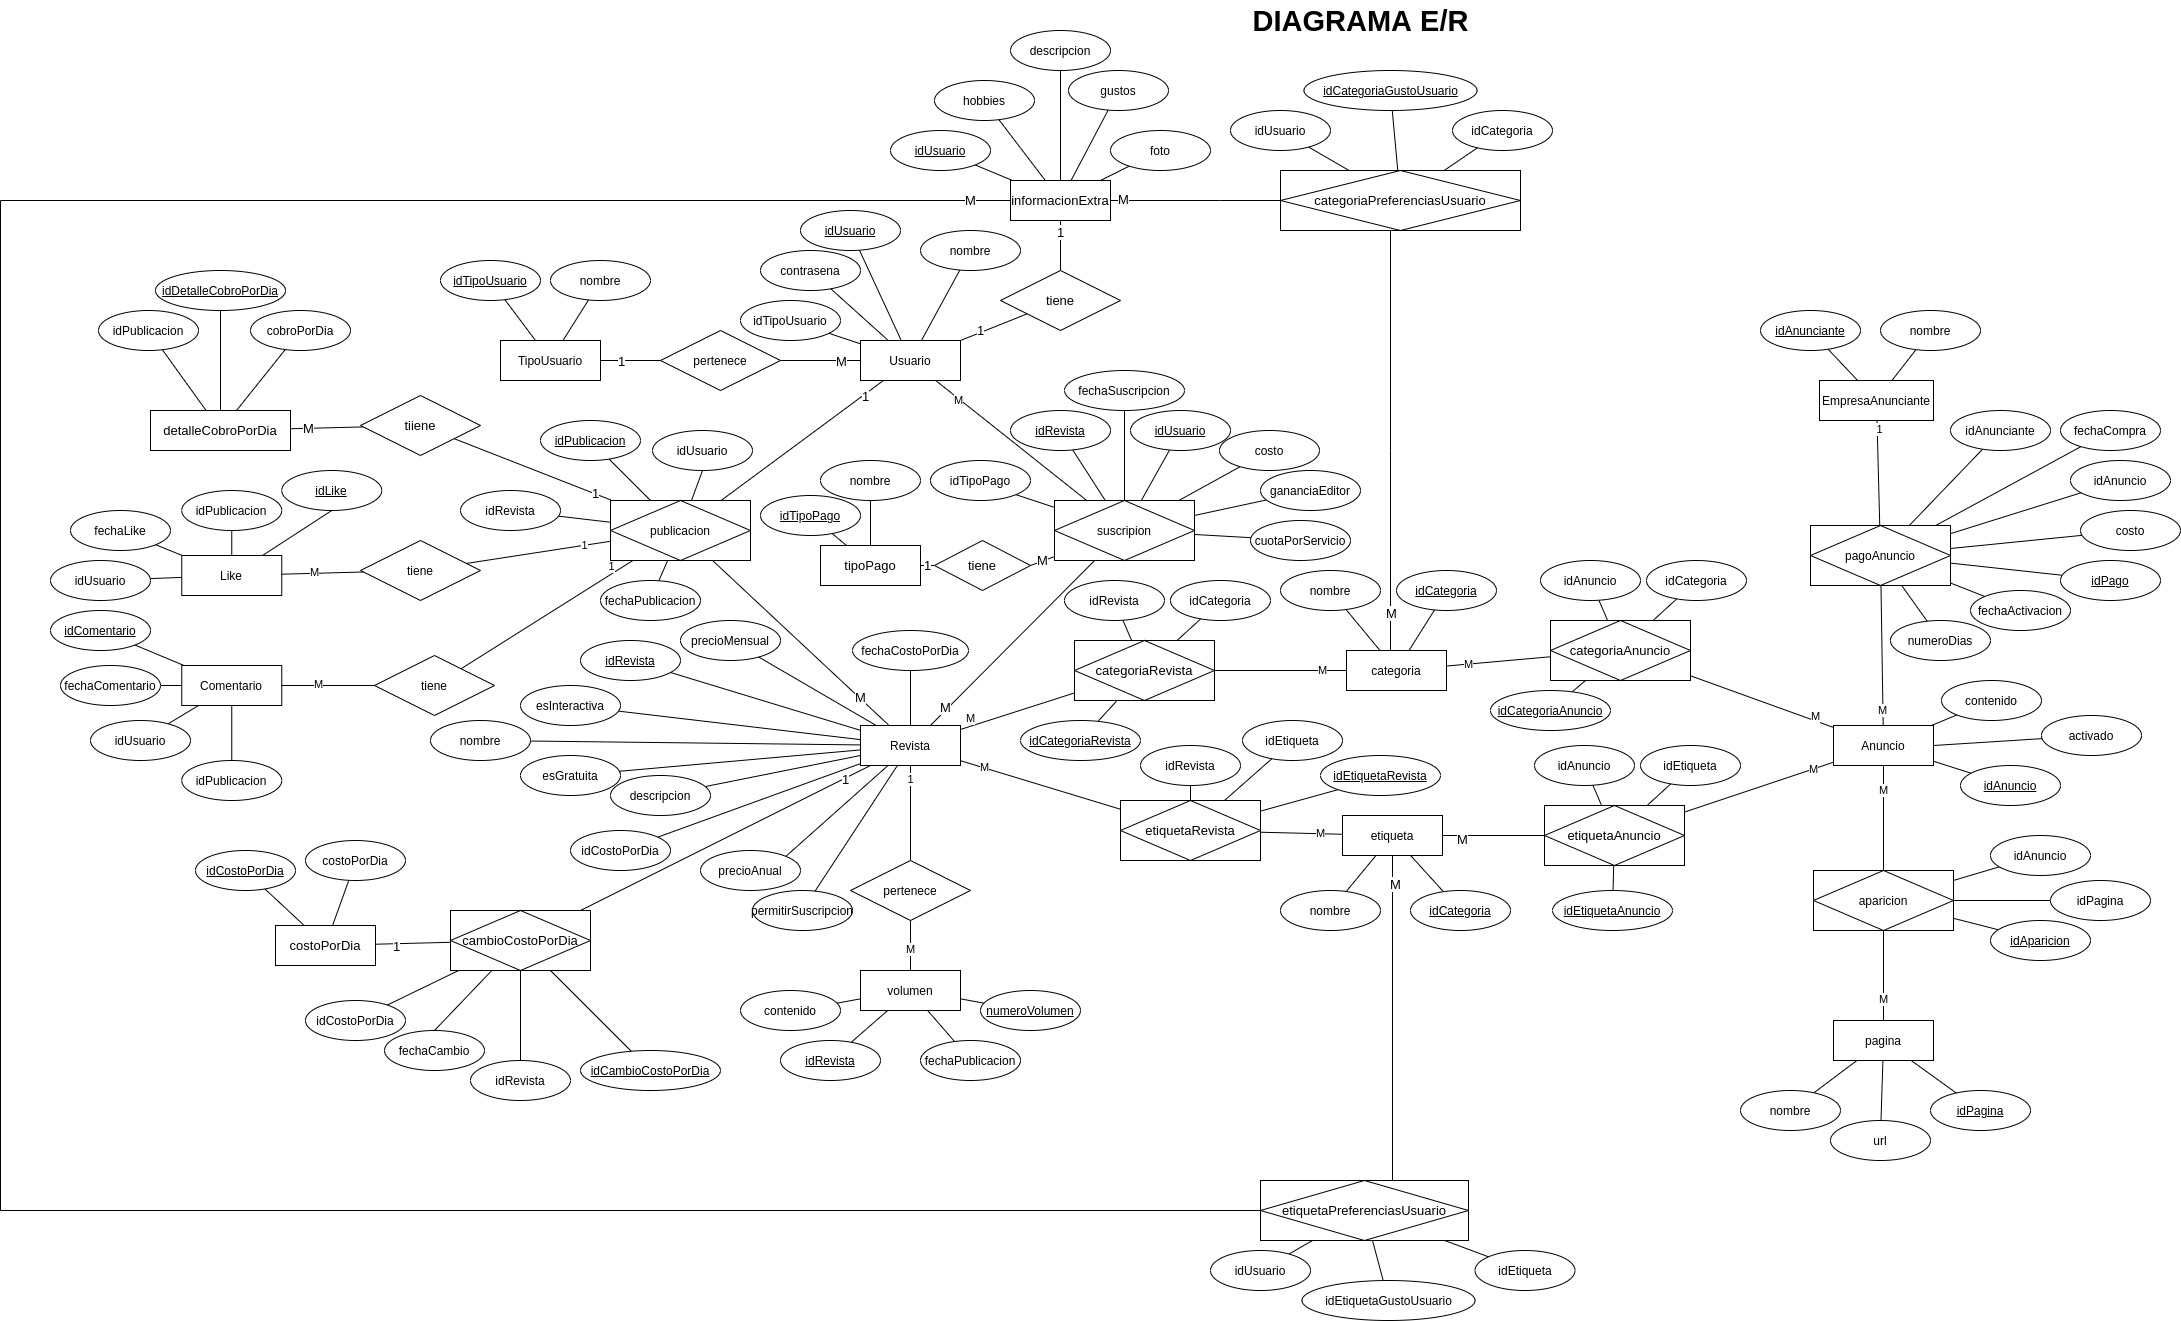 DIAGRAMA E/R
descripcion
hobbies
gustos
idUsuario
foto
informacionExtra
M
M
1
idCategoriaGustoUsuario
idUsuario
idCategoria
categoriaPreferenciasUsuario
M
tiene
1
idUsuario
nombre
contrasena
idTipoUsuario
Usuario
idTipoUsuario
nombre
TipoUsuario
1
pertenece
M
1
M
idDetalleCobroPorDia
idPublicacion
cobroPorDia
detalleCobroPorDia
M
tiiene
1
idPublicacion
idUsuario
idRevista
publicacion
fechaPublicacion
1
1
M
idLike
idPublicacion
fechaLike
idUsuario
Like
M
tiene
idComentario
fechaComentario
idUsuario
idPublicacion
Comentario
M
tiene
nombre
idTipoPago
tipoPago
1
tiene
M
fechaSuscripcion
idRevista
idUsuario
costo
idTipoPago
gananciaEditor
cuotaPorServicio
suscripion
M
precioMensual
idRevista
fechaCostoPorDia
esInteractiva
nombre
esGratuita
descripcion
idCostoPorDia
precioAnual
permitirSuscripcion
Revista
M
M
1
1
idRevista
idCategoria
categoriaRevista
idCategoriaRevista
M
nombre
idCategoria
categoria
M
idAnuncio
idCategoria
categoriaAnuncio
idCategoriaAnuncio
M
idRevista
idEtiqueta
idEtiquetaRevista
etiquetaRevista
M
etiqueta
M
M
nombre
idCategoria
idAnuncio
idEtiqueta
etiquetaAnuncio
idEtiquetaAnuncio
M
idAnunciante
nombre
EmpresaAnunciante
1
idAnunciante
fechaCompra
idAnuncio
costo
idPago
fechaActivacion
numeroDias
pagoAnuncio
M
contenido
activado
idAnuncio
Anuncio
M
idAnuncio
idPagina
idAparicion
aparicion
M
pagina
nombre
url
idPagina
idCostoPorDia
costoPorDia
costoPorDia
1
cambioCostoPorDia
idCostoPorDia
fechaCambio
idRevista
idCambioCostoPorDia
pertenece
M
volumen
contenido
numeroVolumen
idRevista
fechaPublicacion
etiquetaPreferenciasUsuario
idUsuario
idEtiqueta
idEtiquetaGustoUsuario